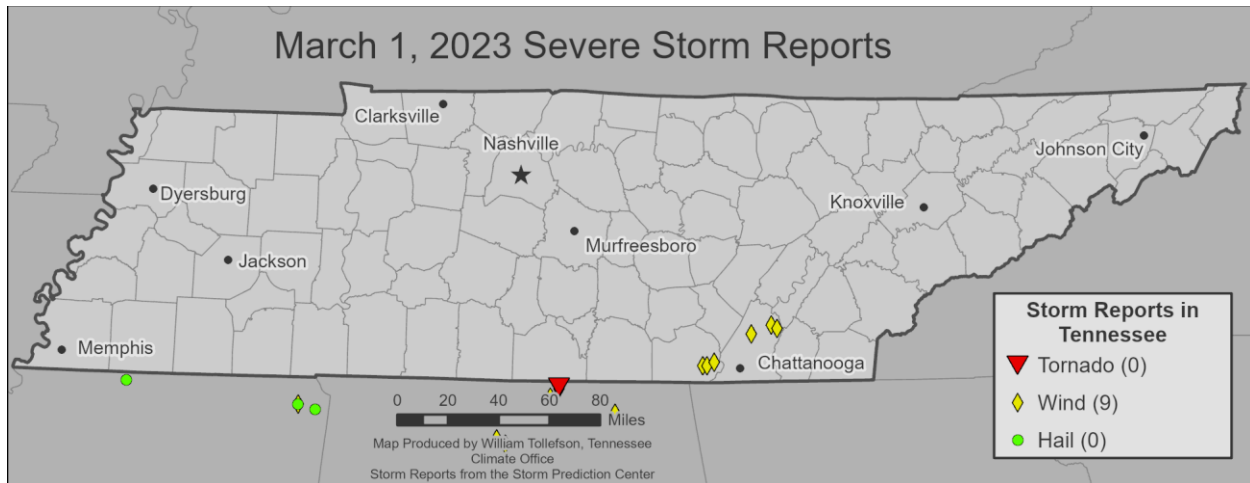 March 1, 2023 Severe Storm Reports
Clarksville
Nashville
Johnson City
Dyersburg
Knoxville
Murfreesboro
Jackson
Memphis
Chattanooga
Storm Reports in
Tennessee
Tornado (0)
Wind (9)
Hail (0)
0 20 40 60 80
Miles
Map Produced by William Tollefson, Tennessee
Climate Office
Storm Reports from the Storm Prediction Center